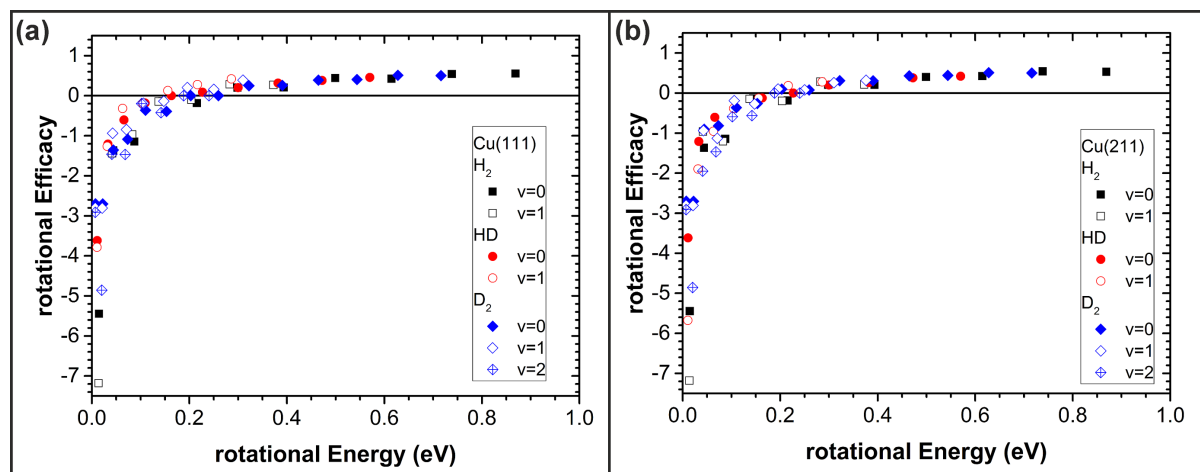 (a)
rotational Efficacy
1
0
-1
-2
-3
-4
-5
-6
-7
0.0 0.2 0.4 0.6 0.8 1.0
rotational Energy (eV)
Cu(111)
H2
v=0
v=1
HD
v=0
v=1
D2
v=0
v=1
v=2
(b)
rotational Efficacy
1
0
-1
-2
-3
-4
-5
-6
-7
0.0 0.2 0.4 0.6 0.8 1.0
rotational Energy (eV)
Cu(211)
H2
v=0
v=1
HD
v=0
v=1
D2
v=0
v=1
v=2